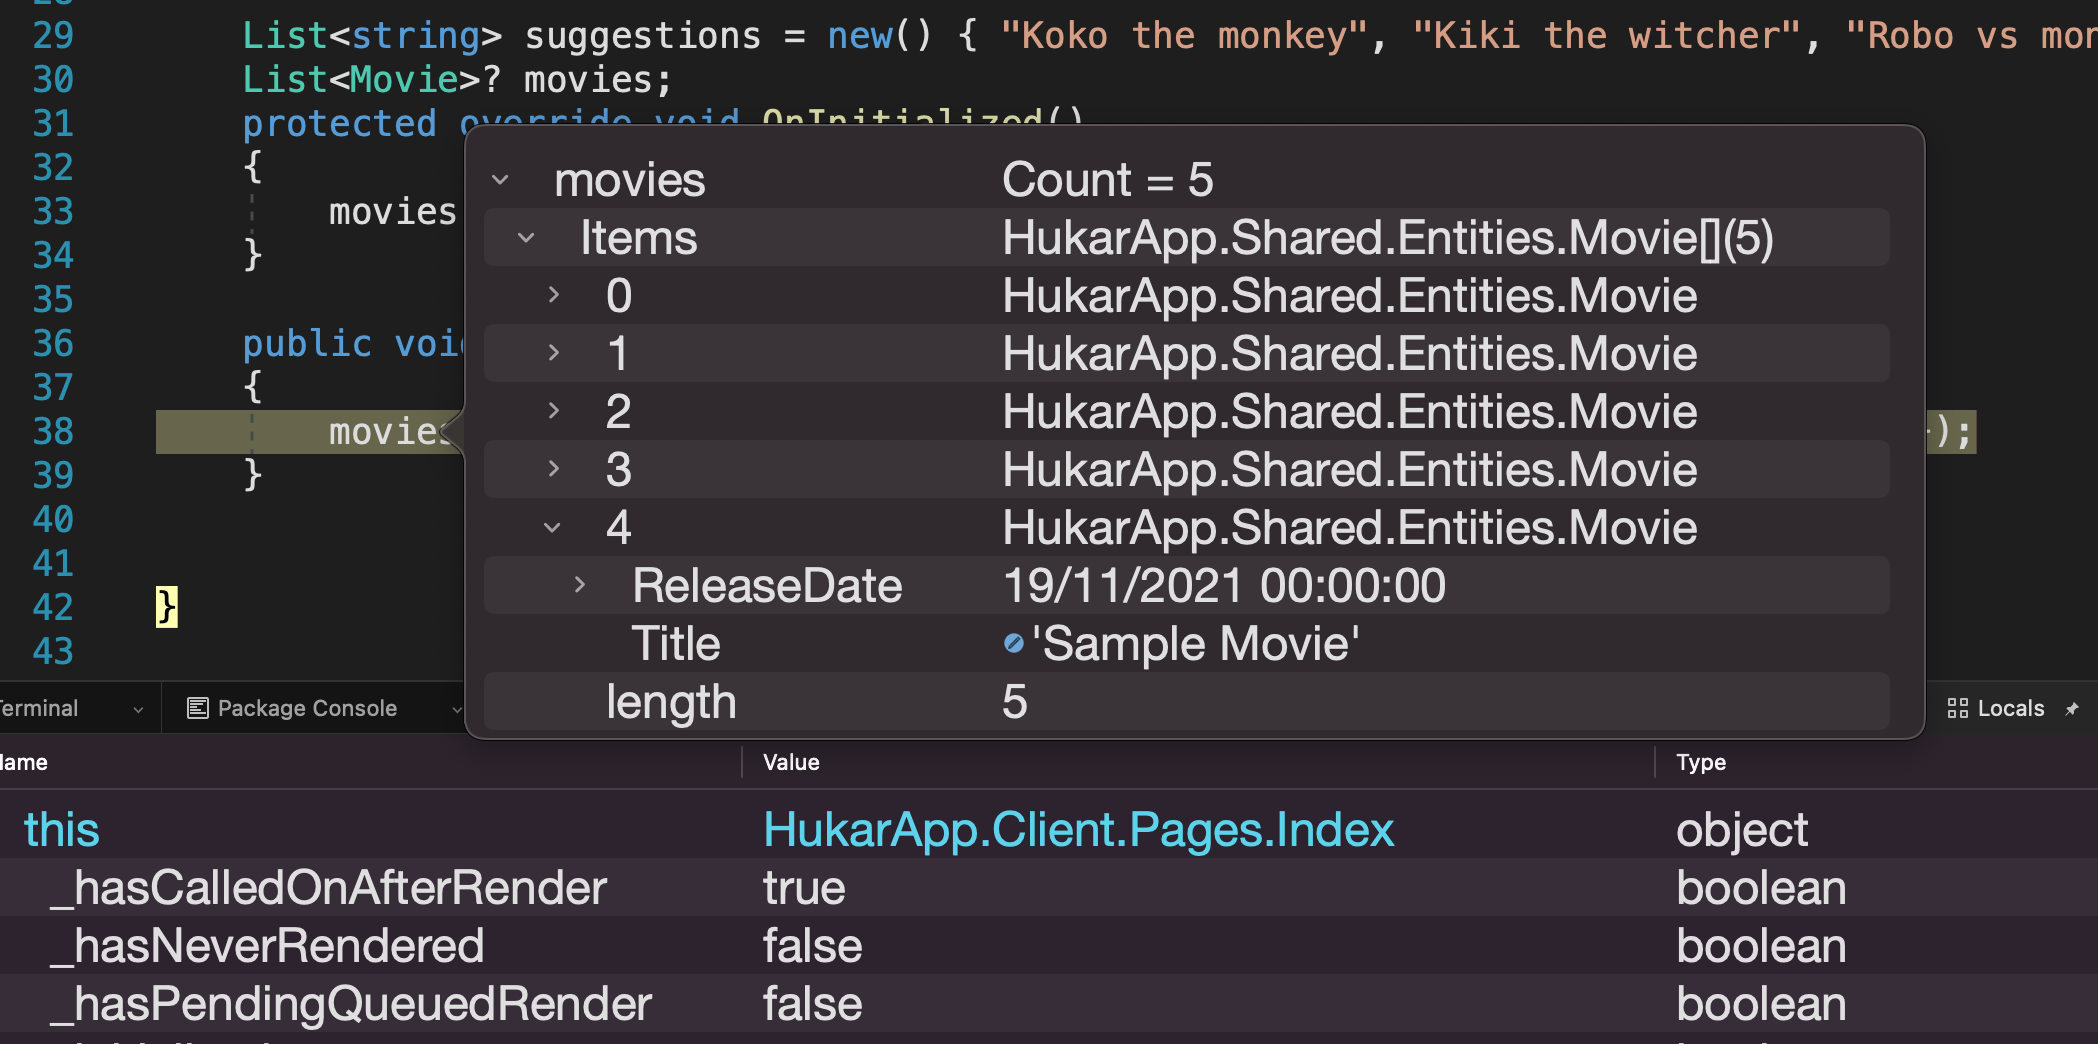 29 List<string> suggestions = new() { "Koko the monkey", "Kiki the witcher", "Robo vs mon
30 List<Movie>? movies;
31 protected override void OnInitialized()
32 {
33 movies
34 }
35
36 public void
37 {
38 movies );
39 }
40
41
42 }
43
movies Count = 5
Items HukarApp.Shared.Entities.Movie[](5)
0 HukarApp.Shared.Entities.Movie
1 HukarApp.Shared.Entities.Movie
2 HukarApp.Shared.Entities.Movie
3 HukarApp.Shared.Entities.Movie
4 HukarApp.Shared.Entities.Movie
ReleaseDate 19/11/2021 00:00:00
Title 'Sample Movie'
length 5
Terminal Package Console Locals
Name Value Type
this HukarApp.Client.Pages.Index object
_hasCalledOnAfterRender true boolean
_hasNeverRendered false boolean
_hasPendingQueuedRender false boolean